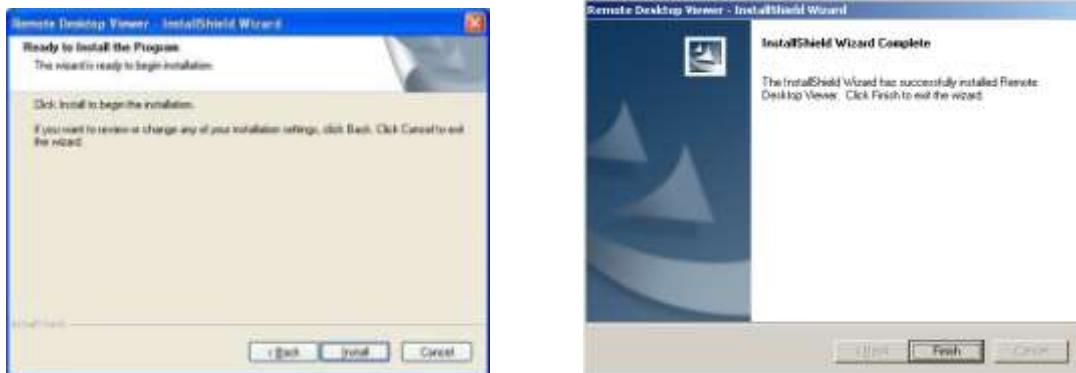 Remote Desktop Viewer - InstallShield Wizard
Ready to Install the Program
The wizard is ready to begin installation.
Click Install to begin the installation.
If you want to review or change any of your installation settings, click Back. Click Cancel to exit
the wizard.
InstallShield
< Back
Install
Cancel
Remote Desktop Viewer - InstallShield Wizard
InstallShield Wizard Complete
The InstallShield Wizard has successfully installed Remote
Desktop Viewer. Click Finish to exit the wizard.
< Back
Finish
Cancel